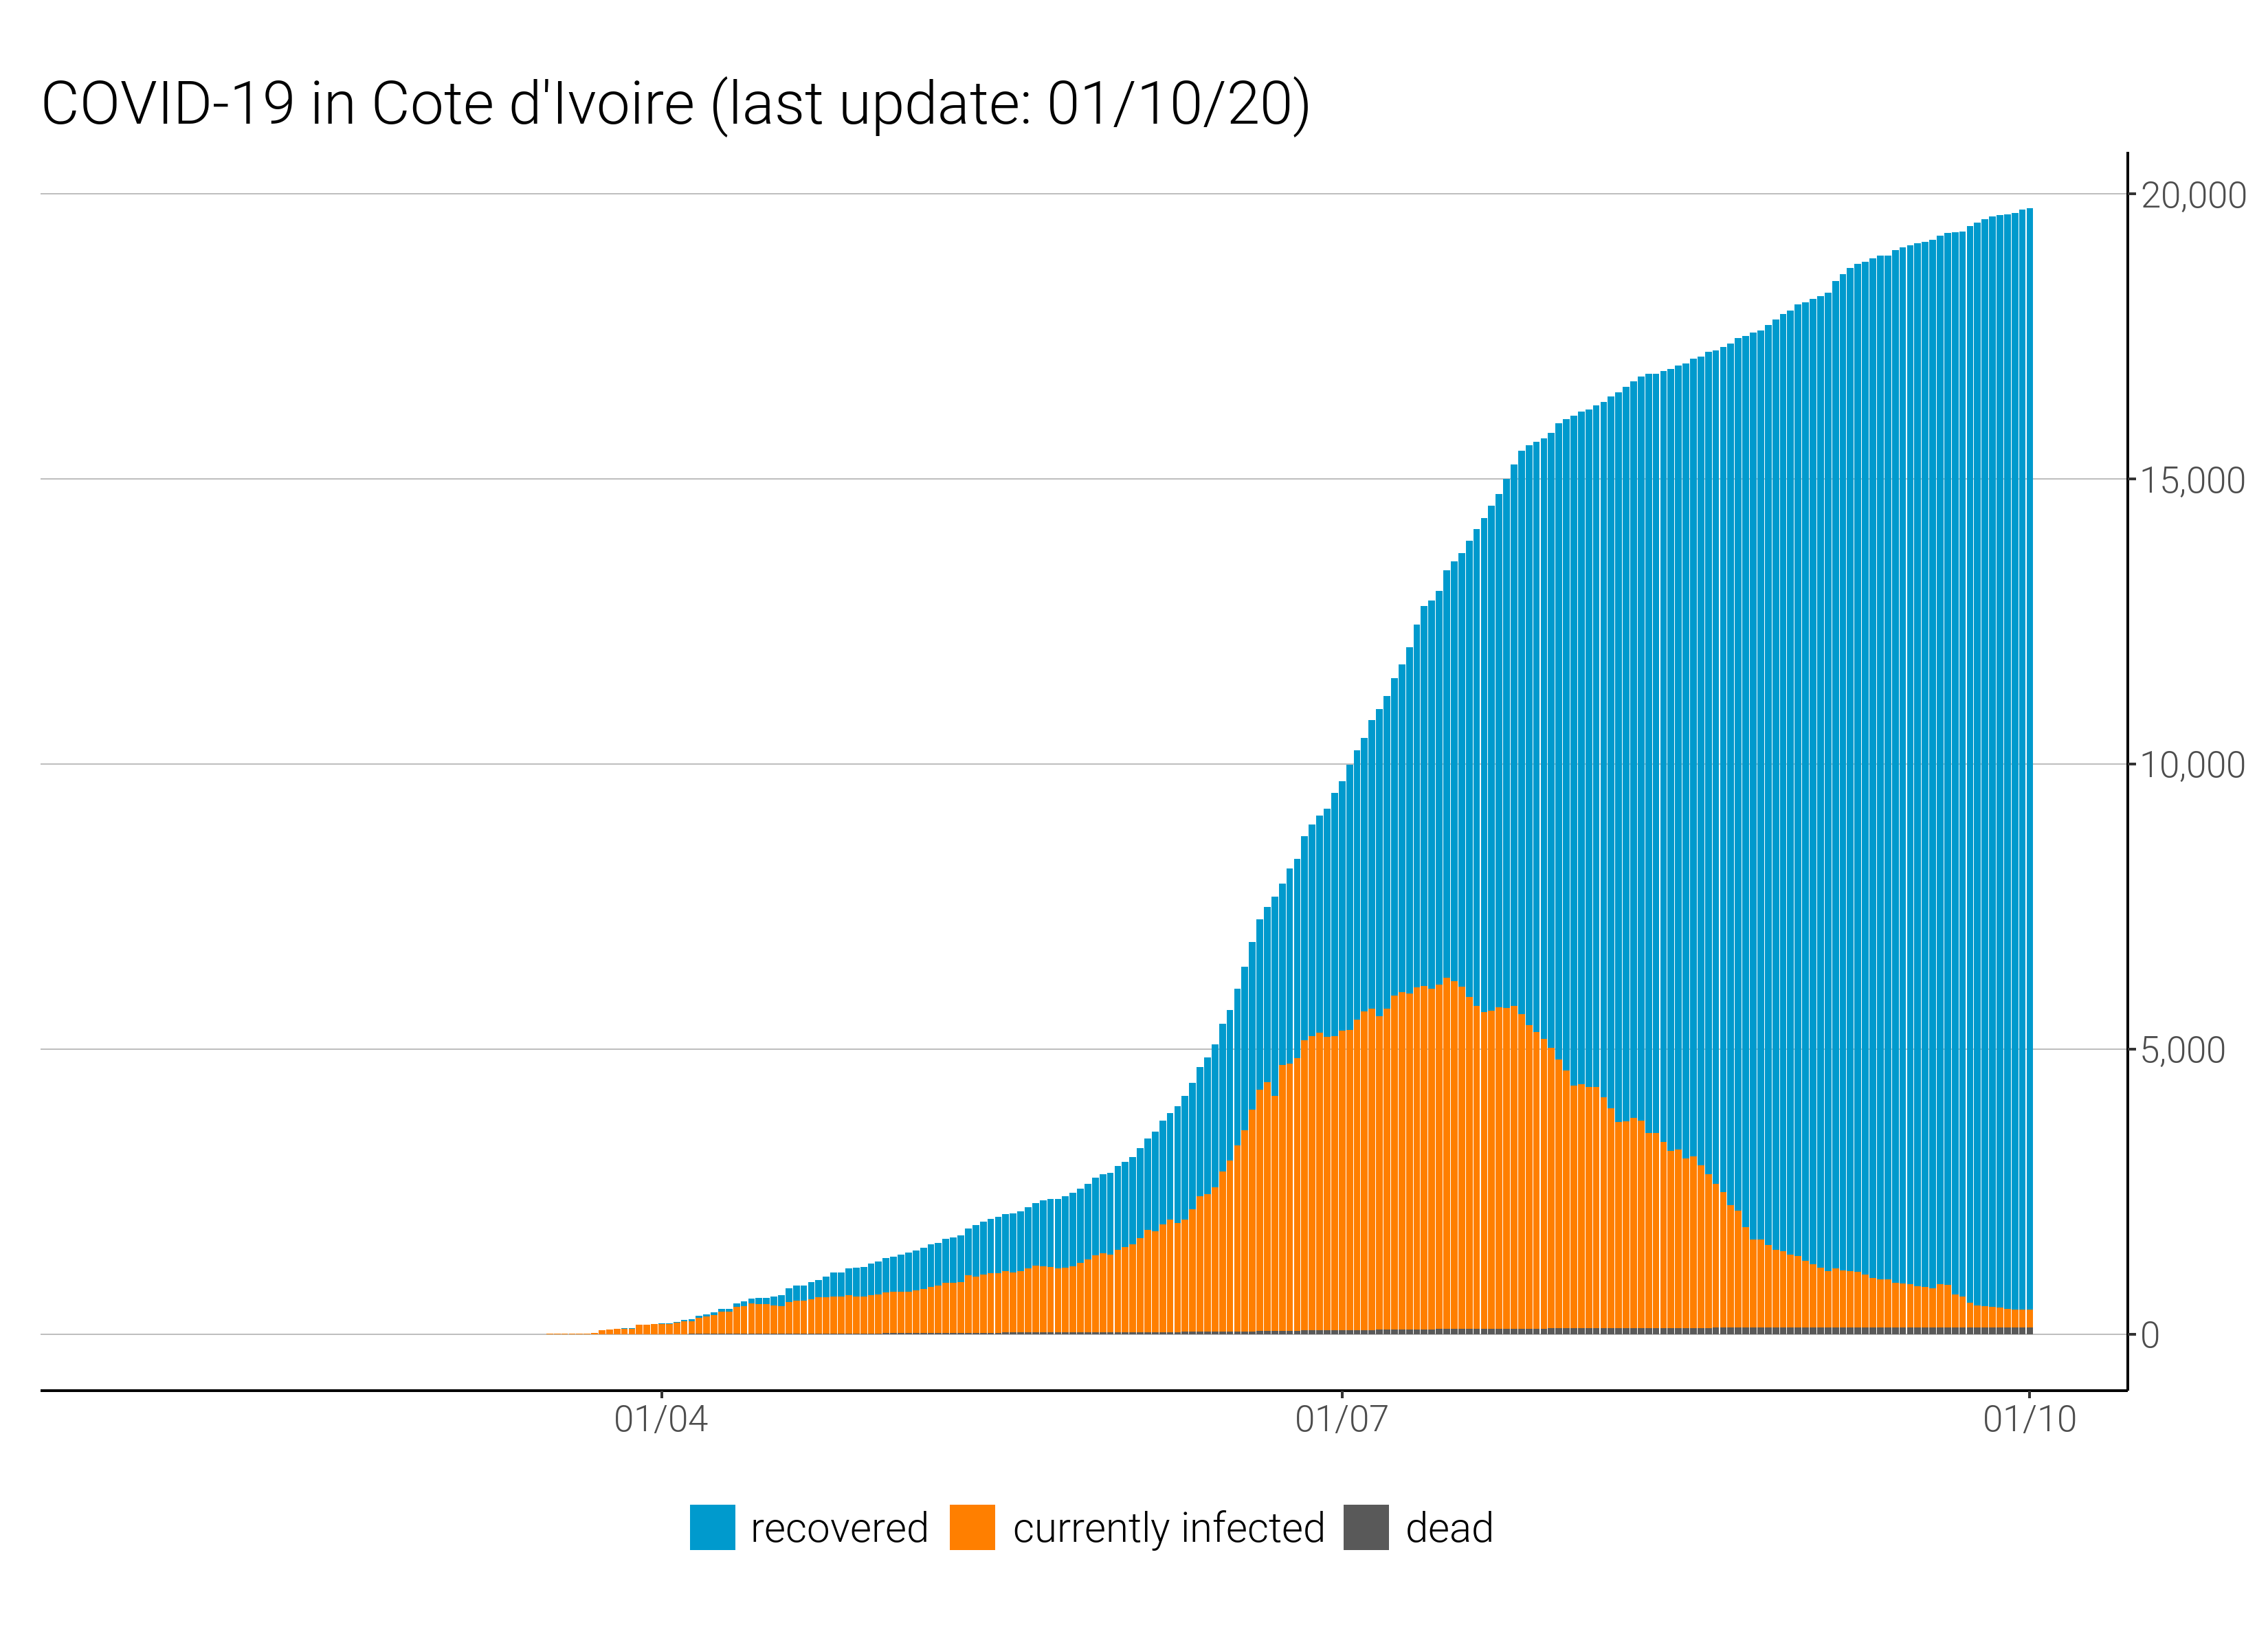 COVID-19 in Cote d'Ivoire (last update: 01/10/20)
20,000
15,000
10,000
5,000
0
01/04 01/07 01/10
recovered currently infected dead